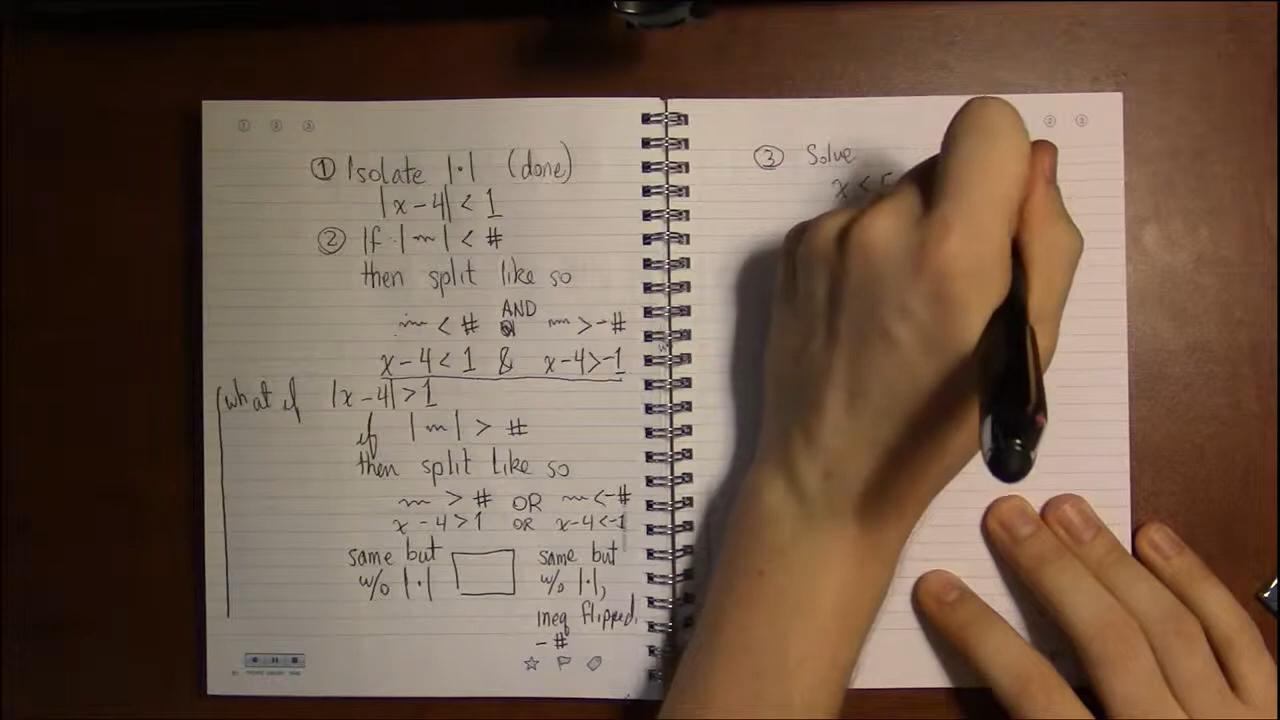 ① Isolate |·| (done)
|x-4| < 1
② If |m| < #
then split like so
AND
m < # m > -#
x-4 < 1 & x-4 > -1
what if |x-4| > 1
if |m| > #
then split like so
m > # OR m < -#
x-4 > 1 OR x-4 < -1
same but same but
w/o |·| w/o |·|,
ineq flipped,
-#
③ Solve
x < 5